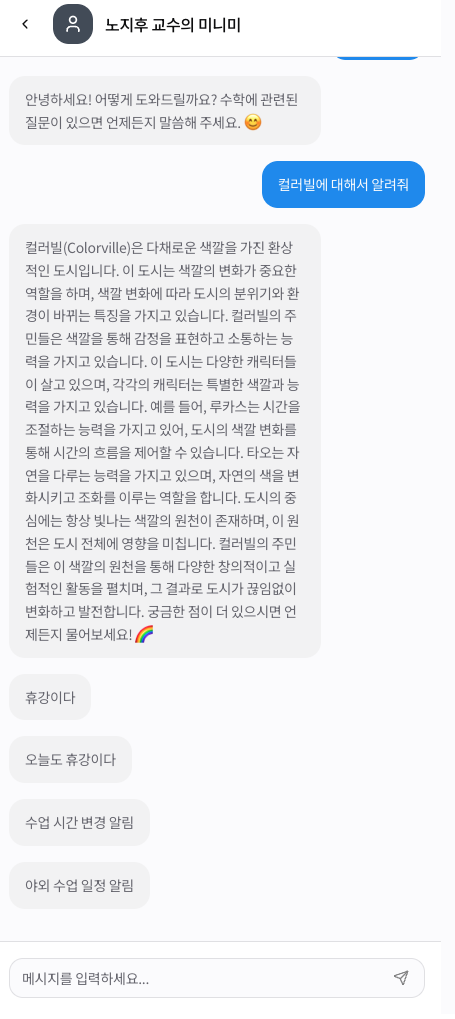 노지후 교수의 미니미
안녕하세요! 어떻게 도와드릴까요? 수학에 관련된
질문이 있으면 언제든지 말씀해 주세요. 😊
컬러빌에 대해서 알려줘
컬러빌(Colorville)은 다채로운 색깔을 가진 환상
적인 도시입니다. 이 도시는 색깔의 변화가 중요한
역할을 하며, 색깔 변화에 따라 도시의 분위기와 환
경이 바뀌는 특징을 가지고 있습니다. 컬러빌의 주
민들은 색깔을 통해 감정을 표현하고 소통하는 능
력을 가지고 있습니다. 이 도시는 다양한 캐릭터들
이 살고 있으며, 각각의 캐릭터는 특별한 색깔과 능
력을 가지고 있습니다. 예를 들어, 루카스는 시간을
조절하는 능력을 가지고 있어, 도시의 색깔 변화를
통해 시간의 흐름을 제어할 수 있습니다. 타오는 자
연을 다루는 능력을 가지고 있으며, 자연의 색을 변
화시키고 조화를 이루는 역할을 합니다. 도시의 중
심에는 항상 빛나는 색깔의 원천이 존재하며, 이 원
천은 도시 전체에 영향을 미칩니다. 컬러빌의 주민
들은 이 색깔의 원천을 통해 다양한 창의적이고 실
험적인 활동을 펼치며, 그 결과로 도시가 끊임없이
변화하고 발전합니다. 궁금한 점이 더 있으시면 언
제든지 물어보세요! 🌈
휴강이다
오늘도 휴강이다
수업 시간 변경 알림
야외 수업 일정 알림
메시지를 입력하세요...